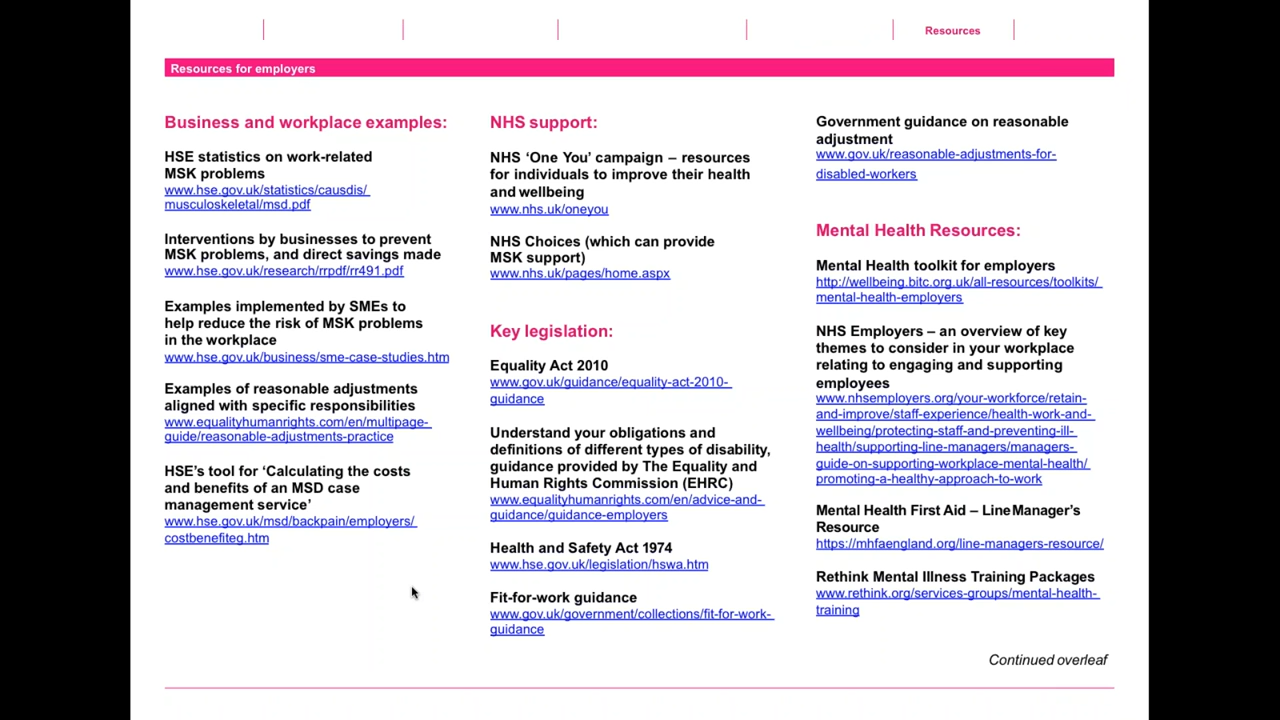 Resources
Resources for employers
Business and workplace examples:
HSE statistics on work-related
MSK problems
www.hse.gov.uk/statistics/causdis/
musculoskeletal/msd.pdf
Interventions by businesses to prevent
MSK problems, and direct savings made
www.hse.gov.uk/research/rrpdf/rr491.pdf
Examples implemented by SMEs to
help reduce the risk of MSK problems
in the workplace
www.hse.gov.uk/business/sme-case-studies.htm
Examples of reasonable adjustments
aligned with specific responsibilities
www.equalityhumanrights.com/en/multipage-
guide/reasonable-adjustments-practice
HSE's tool for 'Calculating the costs
and benefits of an MSD case
management service'
www.hse.gov.uk/msd/backpain/employers/
costbenefiteg.htm
NHS support:
NHS 'One You' campaign – resources
for individuals to improve their health
and wellbeing
www.nhs.uk/oneyou
NHS Choices (which can provide
MSK support)
www.nhs.uk/pages/home.aspx
Key legislation:
Equality Act 2010
www.gov.uk/guidance/equality-act-2010-
guidance
Understand your obligations and
definitions of different types of disability,
guidance provided by The Equality and
Human Rights Commission (EHRC)
www.equalityhumanrights.com/en/advice-and-
guidance/guidance-employers
Health and Safety Act 1974
www.hse.gov.uk/legislation/hswa.htm
Fit-for-work guidance
www.gov.uk/government/collections/fit-for-work-
guidance
Government guidance on reasonable
adjustment
www.gov.uk/reasonable-adjustments-for-
disabled-workers
Mental Health Resources:
Mental Health toolkit for employers
http://wellbeing.bitc.org.uk/all-resources/toolkits/
mental-health-employers
NHS Employers – an overview of key
themes to consider in your workplace
relating to engaging and supporting
employees
www.nhsemployers.org/your-workforce/retain-
and-improve/staff-experience/health-work-and-
wellbeing/protecting-staff-and-preventing-ill-
health/supporting-line-managers/managers-
guide-on-supporting-workplace-mental-health/
promoting-a-healthy-approach-to-work
Mental Health First Aid – Line Manager's
Resource
https://mhfaengland.org/line-managers-resource/
Rethink Mental Illness Training Packages
www.rethink.org/services-groups/mental-health-
training
Continued overleaf